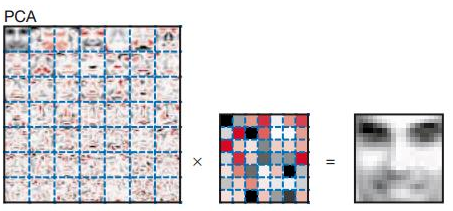 PCA
× =